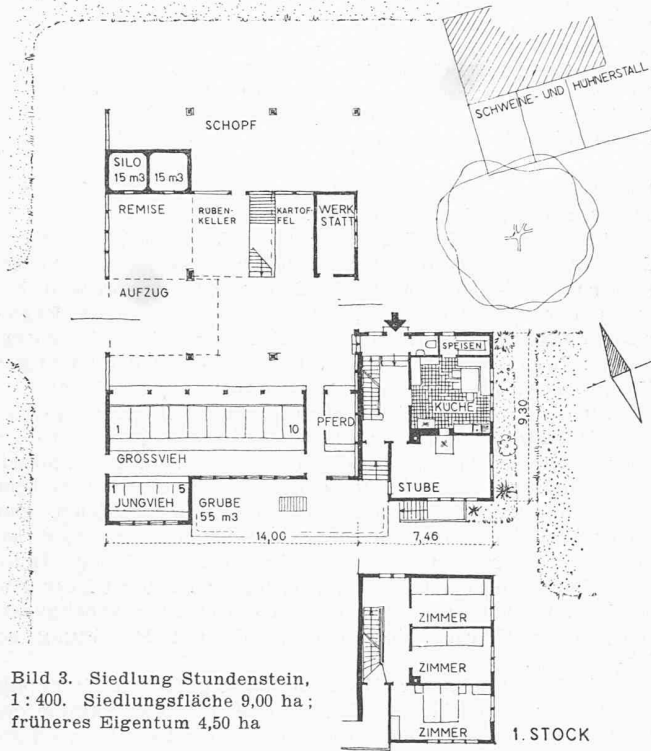 SCHWEINE- UND HÜHNERSTALL
SCHOPF
SILO
15 m3 15 m3
REMISE
RÜBEN-
KELLER
KARTOF-
FEL
WERK
STATT
AUFZUG
SPEISEN
KÜCHE
9,30
1 10
PFERD
GROSSVIEH
STUBE
1 5
JUNGVIEH
GRUBE
55 m3
14,00 7,46
ZIMMER
ZIMMER
ZIMMER
1. STOCK
Bild 3. Siedlung Stundenstein,
1 : 400. Siedlungsfläche 9,00 ha ;
früheres Eigentum 4,50 ha